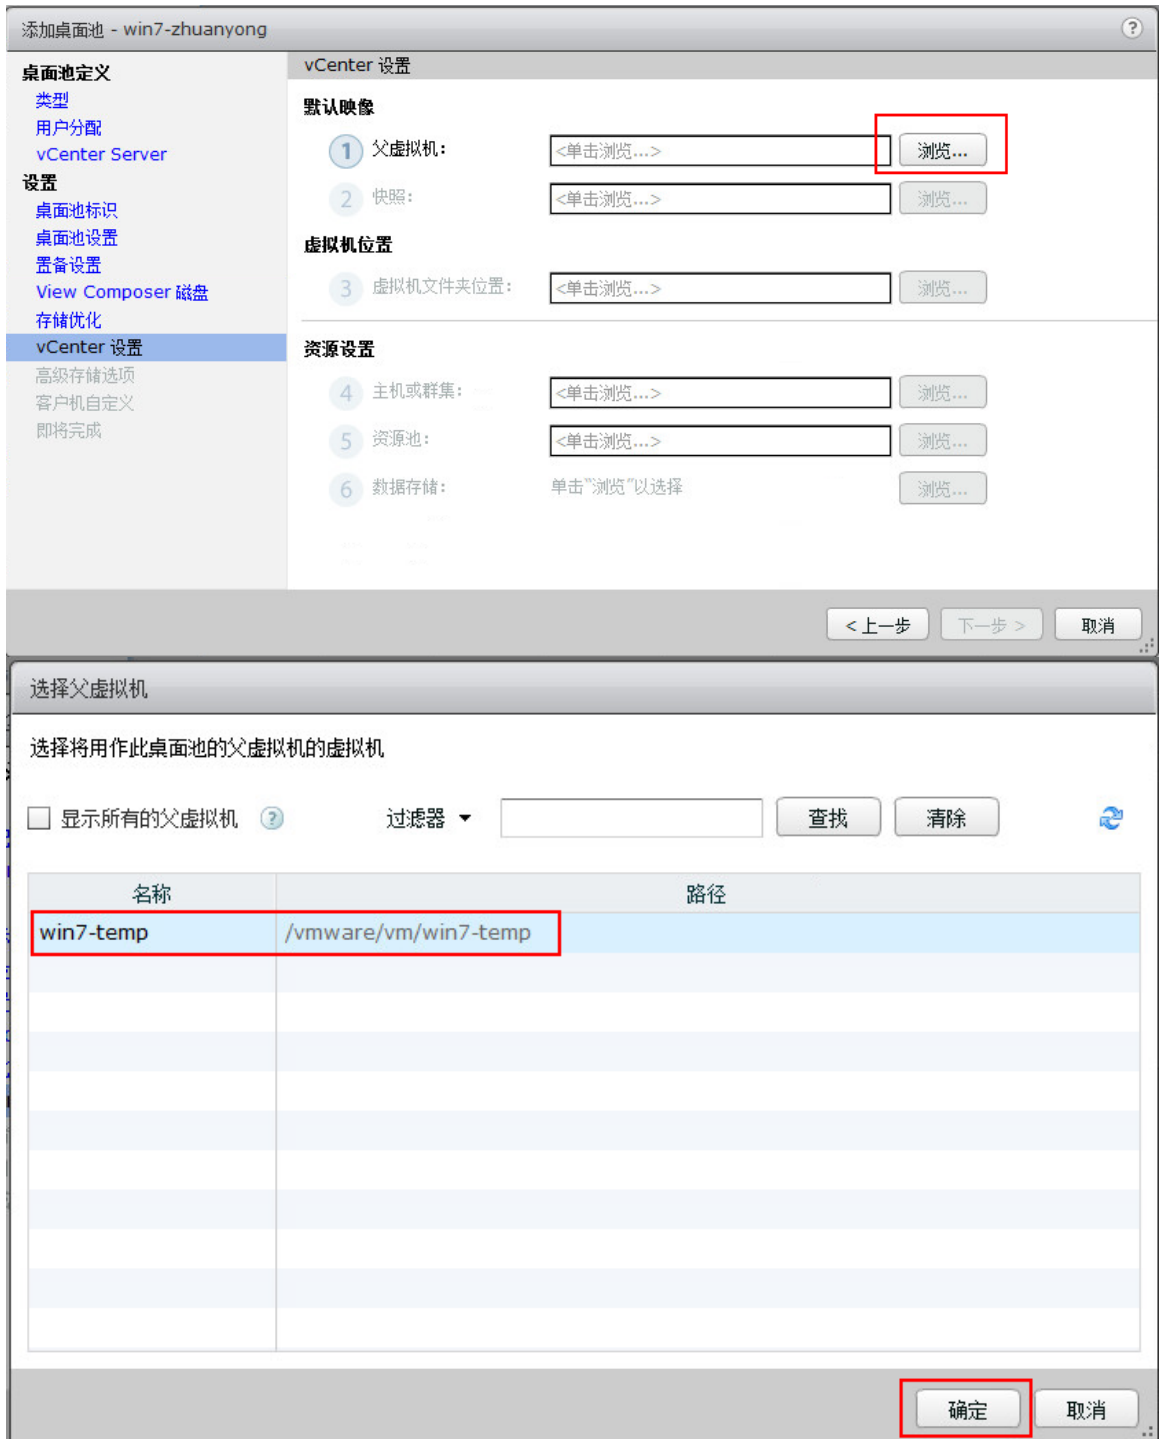 添加桌面池 - win7-zhuanyong
?
桌面池定义
类型
用户分配
vCenter Server
设置
桌面池标识
桌面池设置
置备设置
View Composer 磁盘
存储优化
vCenter 设置
高级存储选项
客户机自定义
即将完成
vCenter 设置
默认映像
1 父虚拟机: <单击浏览...> 浏览...
2 快照: <单击浏览...> 浏览...
虚拟机位置
3 虚拟机文件夹位置: <单击浏览...> 浏览...
资源设置
4 主机或群集: <单击浏览...> 浏览...
5 资源池: <单击浏览...> 浏览...
6 数据存储: 单击"浏览"以选择 浏览...
< 上一步 下一步 > 取消
选择父虚拟机
选择将用作此桌面池的父虚拟机的虚拟机
显示所有的父虚拟机 ? 过滤器 查找 清除
名称 路径
win7-temp /vmware/vm/win7-temp
确定 取消